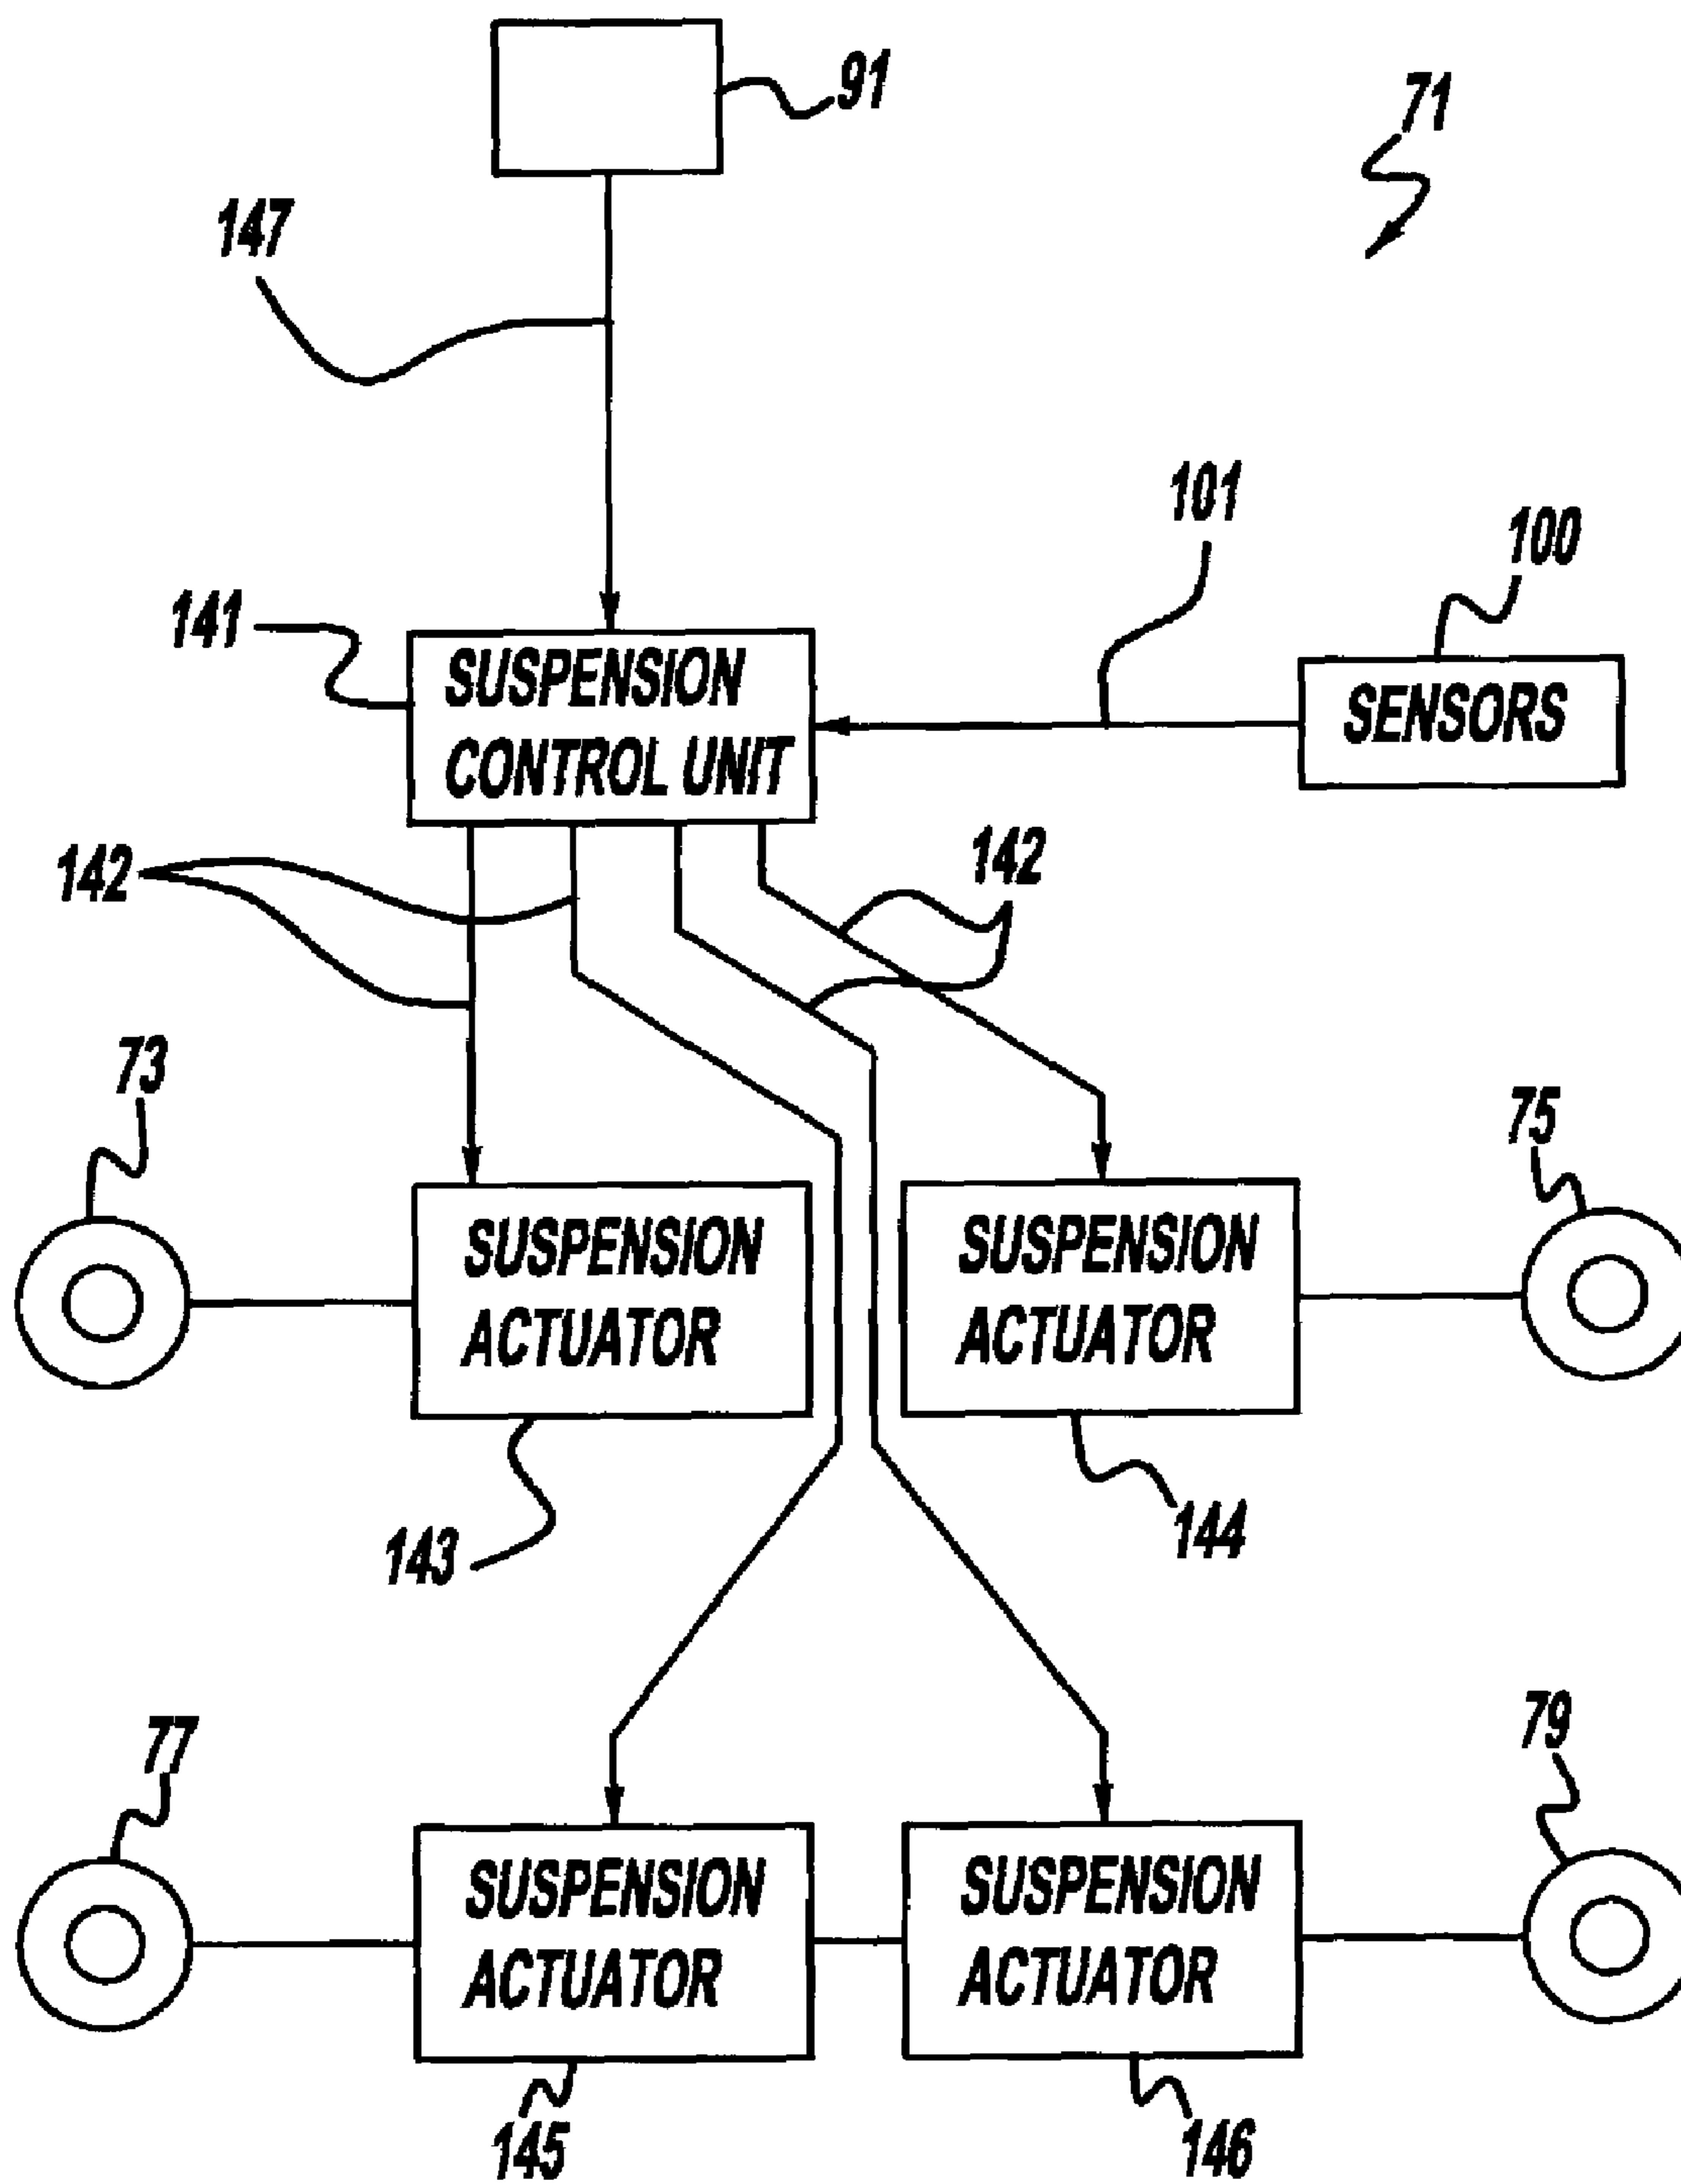 91
71
147
101
100
141
SUSPENSION
CONTROL UNIT
SENSORS
142
142
73
75
SUSPENSION
ACTUATOR
SUSPENSION
ACTUATOR
143
144
77
79
SUSPENSION
ACTUATOR
SUSPENSION
ACTUATOR
145
146